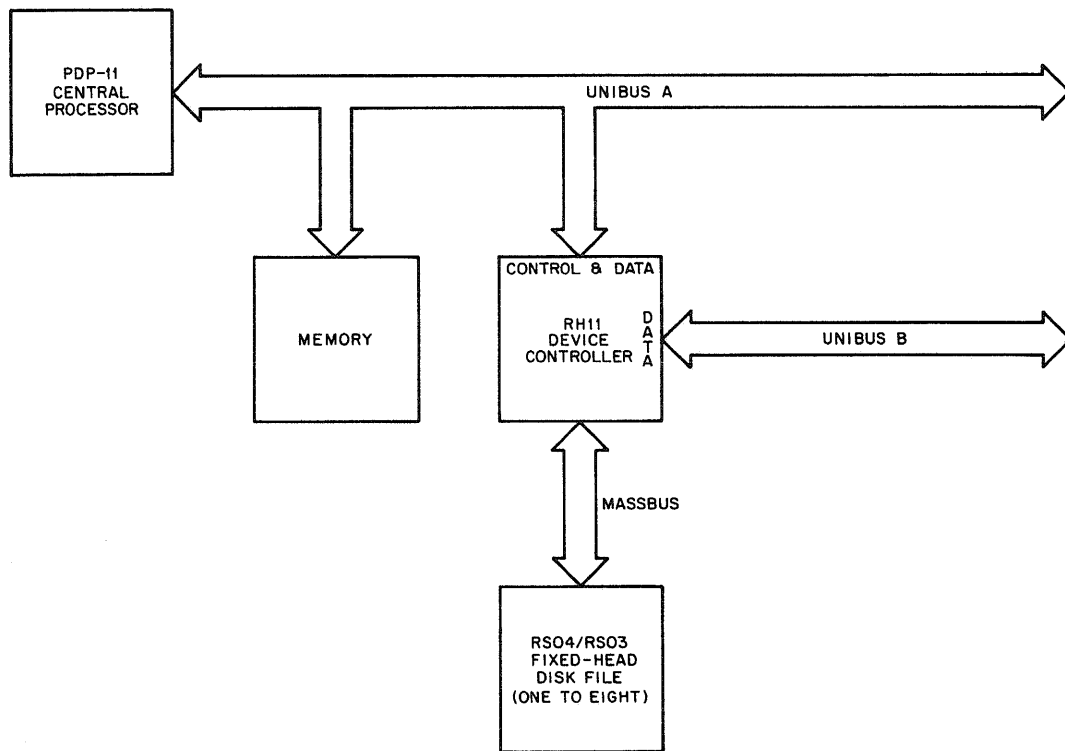 PDP-11
CENTRAL
PROCESSOR
UNIBUS A
MEMORY
CONTROL & DATA
RH11
DEVICE
CONTROLLER
DATA
UNIBUS B
MASSBUS
RS04/RS03
FIXED-HEAD
DISK FILE
(ONE TO EIGHT)